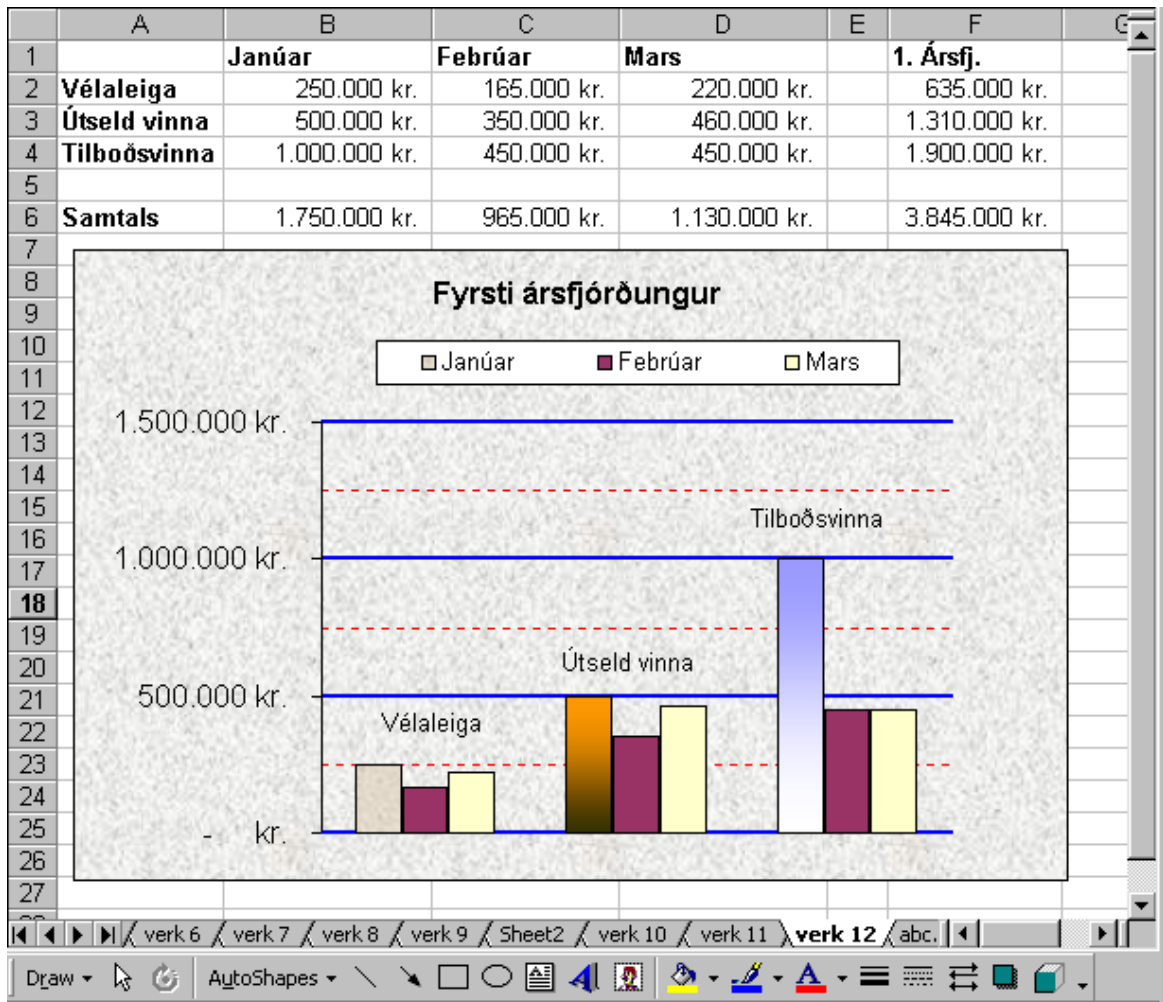 A B C D E F G
1 Janúar Febrúar Mars 1. Ársfj.
2 Vélaleiga 250.000 kr. 165.000 kr. 220.000 kr. 635.000 kr.
3 Útseld vinna 500.000 kr. 350.000 kr. 460.000 kr. 1.310.000 kr.
4 Tilboðsvinna 1.000.000 kr. 450.000 kr. 450.000 kr. 1.900.000 kr.
5
6 Samtals 1.750.000 kr. 965.000 kr. 1.130.000 kr. 3.845.000 kr.
7
8
9
10
11
12
13
14
15
16
17
18
19
20
21
22
23
24
25
26
27
Fyrsti ársfjórðungur
Janúar Febrúar Mars
1.500.000 kr.
Tilboðsvinna
1.000.000 kr.
Útseld vinna
500.000 kr.
Vélaleiga
- kr.
verk 6 verk 7 verk 8 verk 9 Sheet2 verk 10 verk 11 verk 12 abc.
Draw AutoShapes